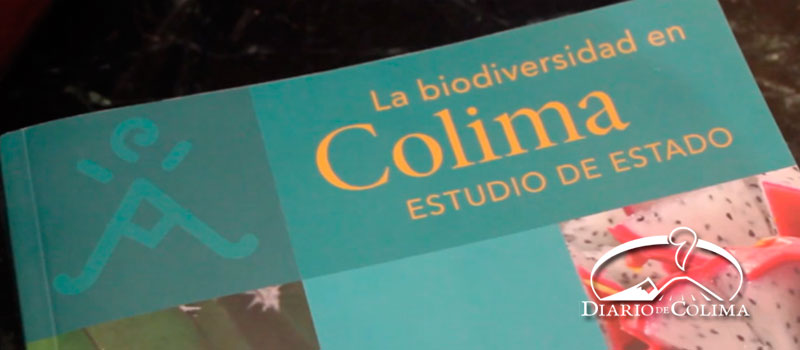 La biodiversidad en
Colima
ESTUDIO DE ESTADO
DIARIO DE COLIMA